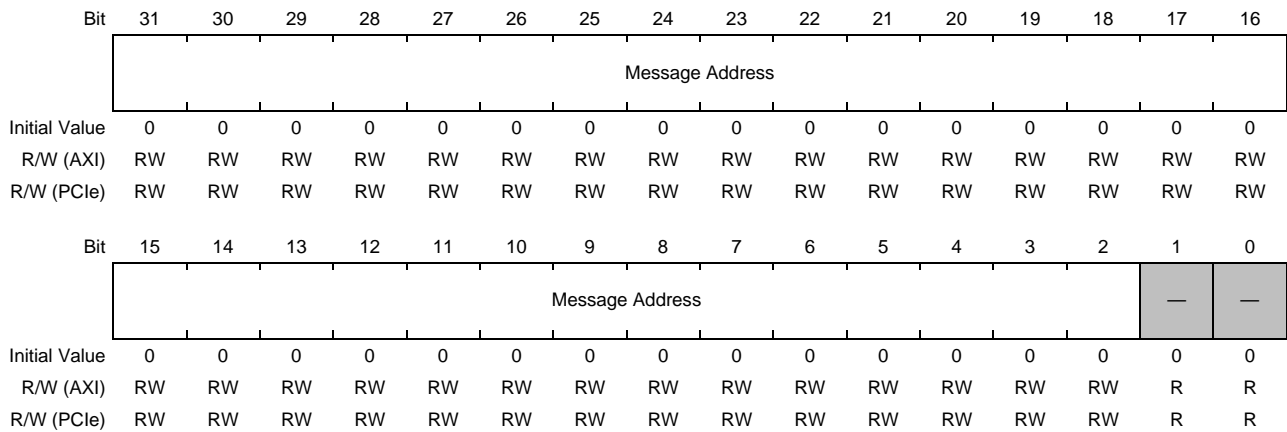 Bit 31 30 29 28 27 26 25 24 23 22 21 20 19 18 17 16
Message Address
Initial Value 0 0 0 0 0 0 0 0 0 0 0 0 0 0 0 0
R/W (AXI) RW RW RW RW RW RW RW RW RW RW RW RW RW RW RW RW
R/W (PCIe) RW RW RW RW RW RW RW RW RW RW RW RW RW RW RW RW
Bit 15 14 13 12 11 10 9 8 7 6 5 4 3 2 1 0
Message Address — —
Initial Value 0 0 0 0 0 0 0 0 0 0 0 0 0 0 0 0
R/W (AXI) RW RW RW RW RW RW RW RW RW RW RW RW RW RW R R
R/W (PCIe) RW RW RW RW RW RW RW RW RW RW RW RW RW RW R R